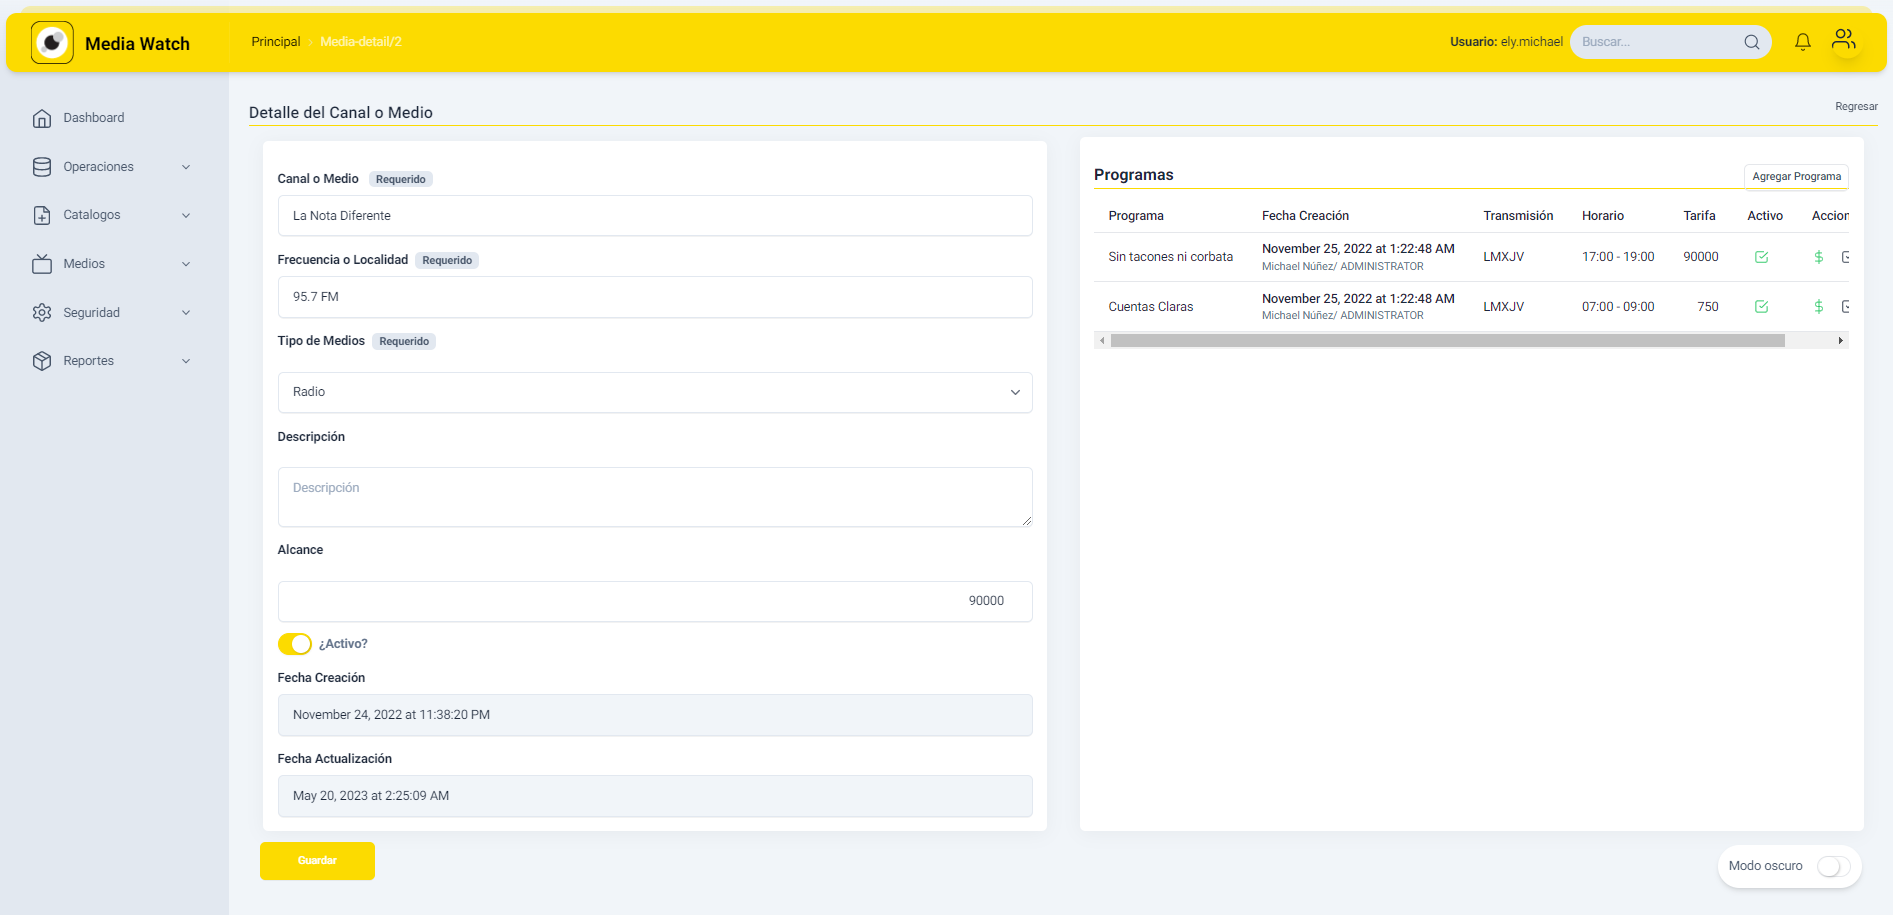 Media Watch
Principal
Media-detail/2
Usuario: ely.michael
Buscar...
Dashboard
Operaciones
Catalogos
Medios
Seguridad
Reportes
Detalle del Canal o Medio
Regresar
Canal o Medio Requerido
La Nota Diferente
Frecuencia o Localidad Requerido
95.7 FM
Tipo de Medios Requerido
Radio
Descripción
Descripción
Alcance
90000
¿Activo?
Fecha Creación
November 24, 2022 at 11:38:20 PM
Fecha Actualización
May 20, 2023 at 2:25:09 AM
Guardar
Programas
Agregar Programa
Programa Fecha Creación Transmisión Horario Tarifa Activo Accion
Sin tacones ni corbata November 25, 2022 at 1:22:48 AM LMXJV 17:00 - 19:00 90000
Michael Núñez/ ADMINISTRATOR
Cuentas Claras November 25, 2022 at 1:22:48 AM LMXJV 07:00 - 09:00 750
Michael Núñez/ ADMINISTRATOR
Modo oscuro